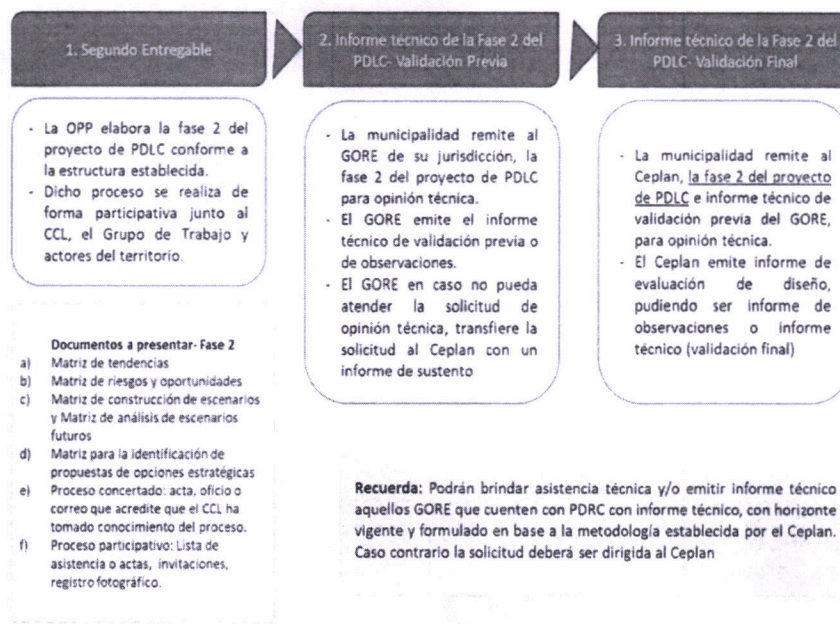 1. Segundo Entregable
2. Informe técnico de la Fase 2 del
PDLC- Validación Previa
3. Informe técnico de la Fase 2 del
PDLC- Validación Final
- La OPP elabora la fase 2 del
proyecto de PDLC conforme a
la estructura establecida.
- Dicho proceso se realiza de
forma participativa junto al
CCL, el Grupo de Trabajo y
actores del territorio.
- La municipalidad remite al
GORE de su jurisdicción, la
fase 2 del proyecto de PDLC
para opinión técnica.
- El GORE emite el informe
técnico de validación previa o
de observaciones.
- El GORE en caso no pueda
atender la solicitud de
opinión técnica, transfiere la
solicitud al Ceplan con un
informe de sustento
- La municipalidad remite al
Ceplan, la fase 2 del proyecto
de PDLC e informe técnico de
validación previa del GORE,
para opinión técnica.
- El Ceplan emite informe de
evaluación de diseño,
pudiendo ser informe de
observaciones o informe
técnico (validación final)
Documentos a presentar- Fase 2
a) Matriz de tendencias
b) Matriz de riesgos y oportunidades
c) Matriz de construcción de escenarios
y Matriz de análisis de escenarios
futuros
d) Matriz para la identificación de
propuestas de opciones estratégicas
e) Proceso concertado: acta, oficio o
correo que acredite que el CCL ha
tomado conocimiento del proceso.
f) Proceso participativo: Lista de
asistencia o actas, invitaciones,
registro fotográfico.
Recuerda: Podrán brindar asistencia técnica y/o emitir informe técnico
aquellos GORE que cuenten con PDRC con informe técnico, con horizonte
vigente y formulado en base a la metodología establecida por el Ceplan.
Caso contrario la solicitud deberá ser dirigida al Ceplan